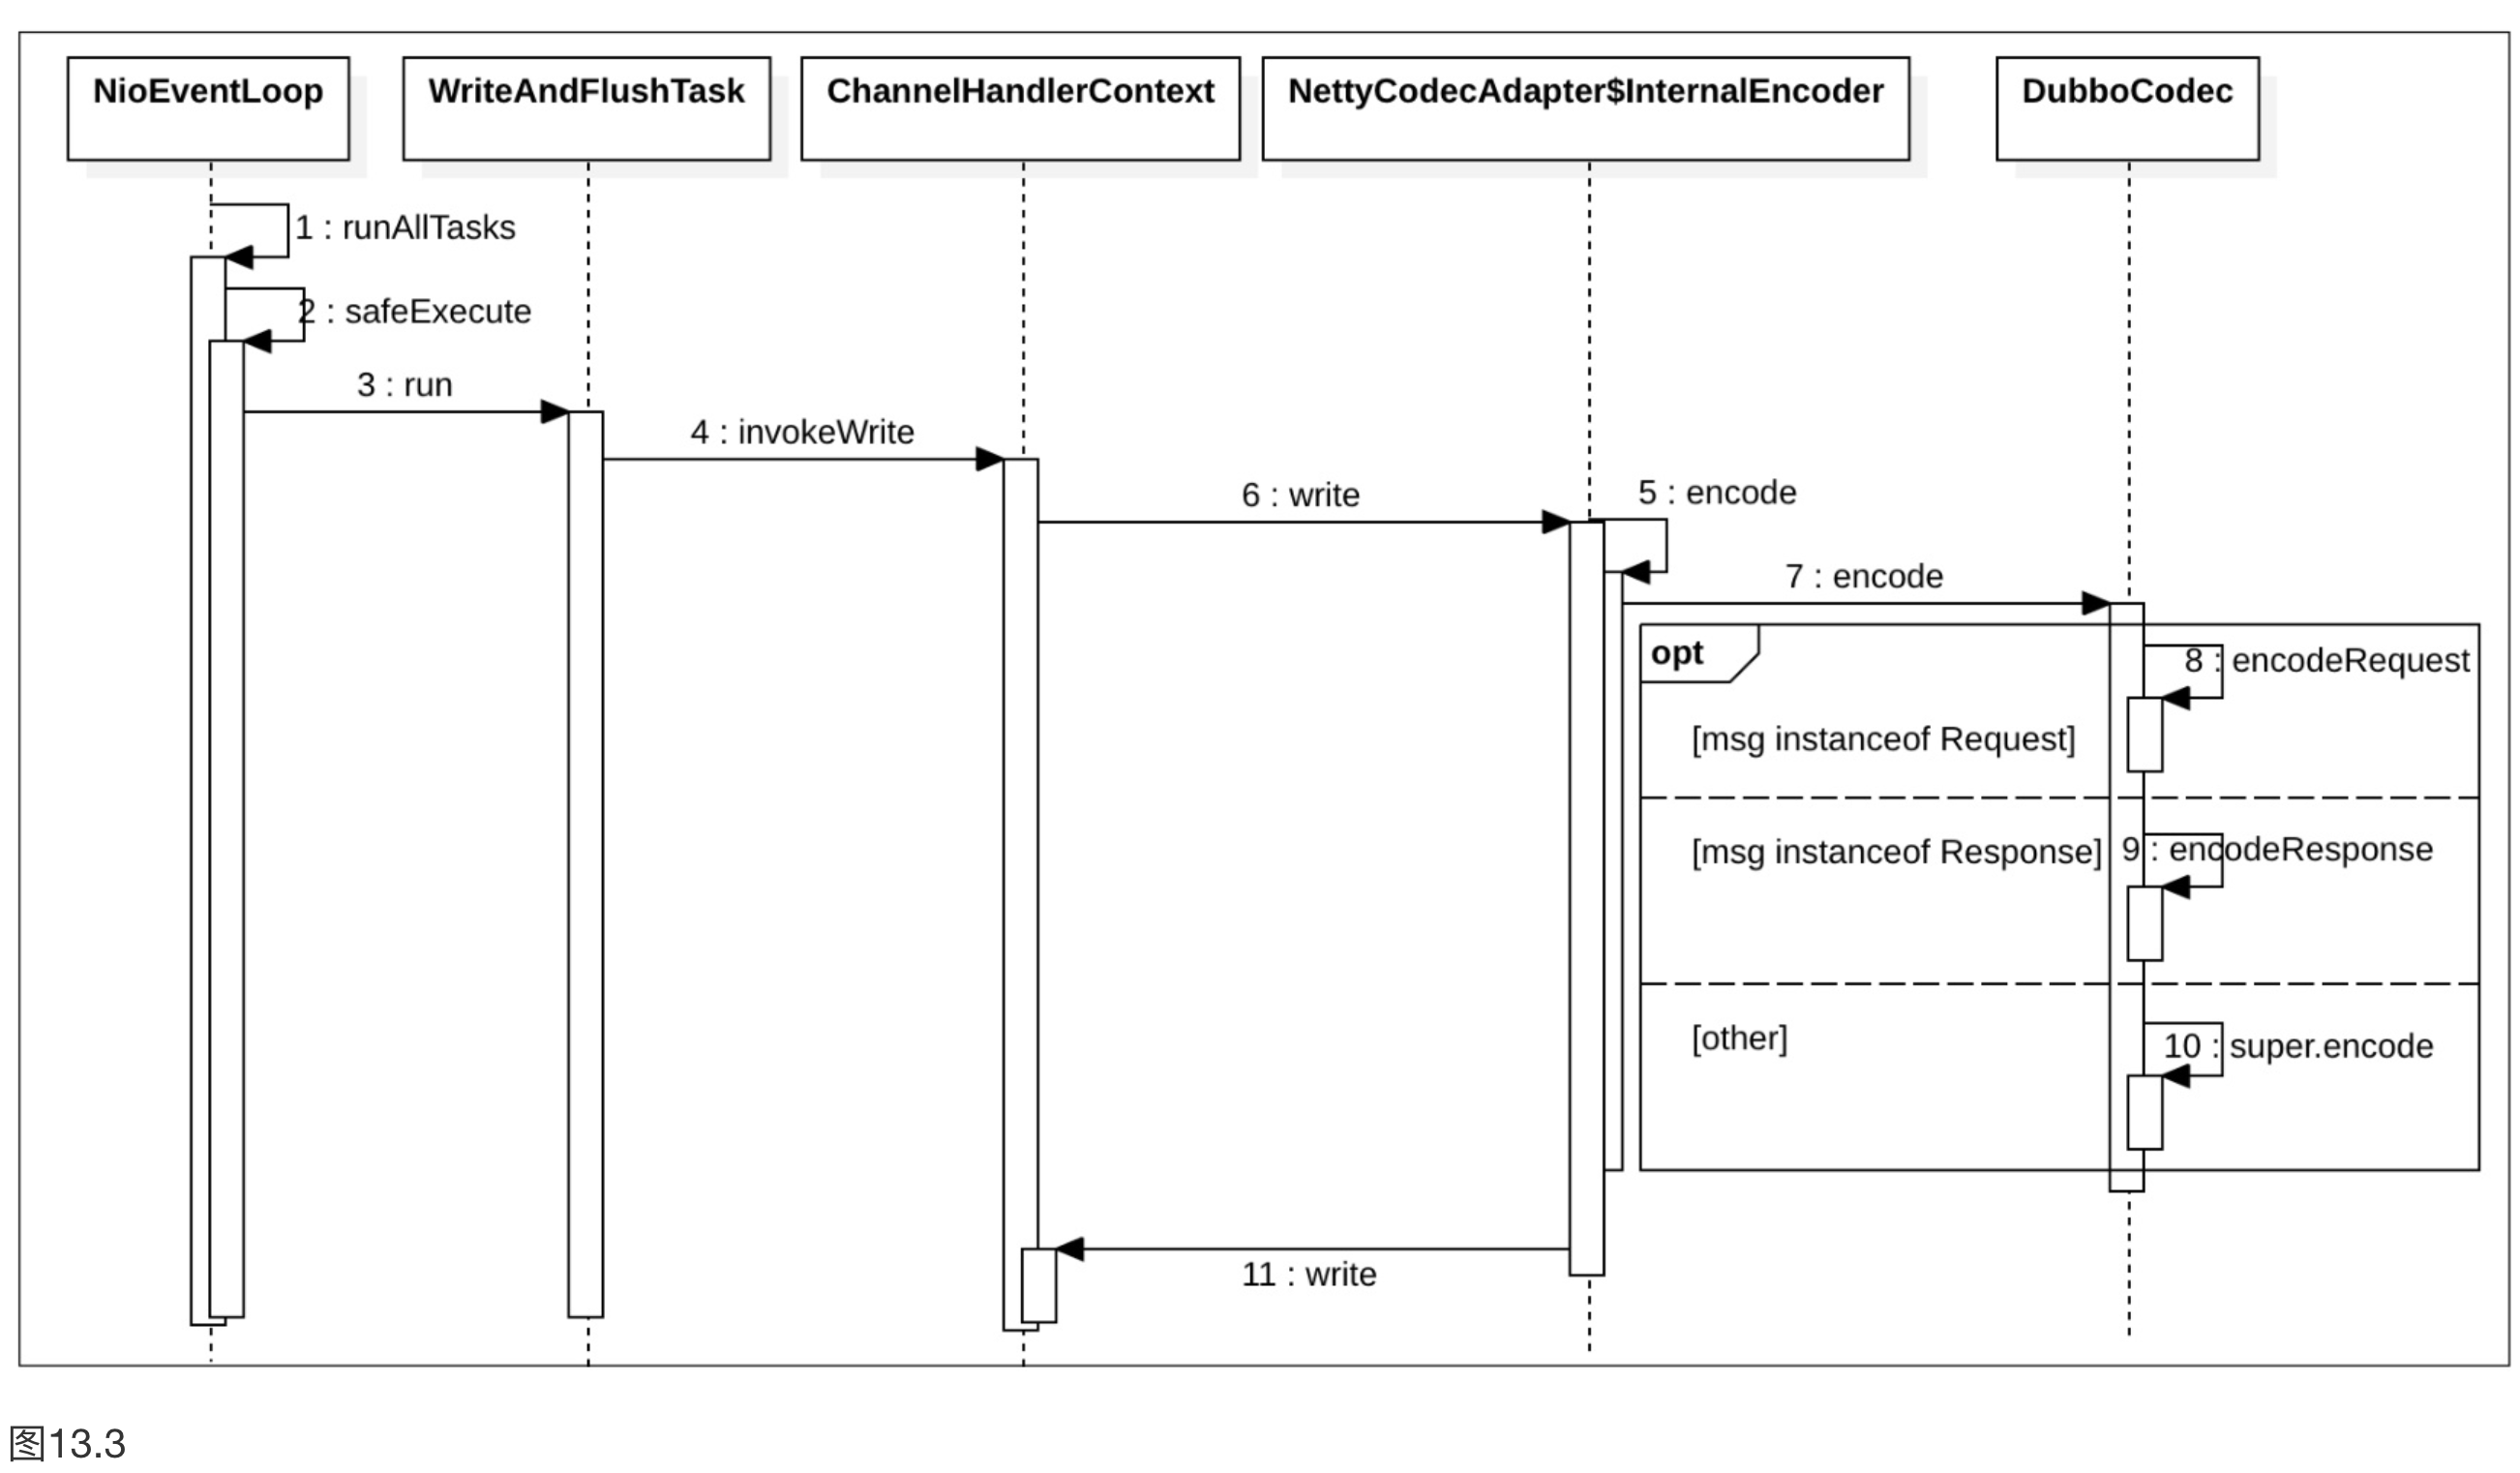 NioEventLoop
WriteAndFlushTask
ChannelHandlerContext
NettyCodecAdapter$InternalEncoder
DubboCodec
1 : runAllTasks
2 : safeExecute
3 : run
4 : invokeWrite
6 : write
5 : encode
7 : encode
opt
8 : encodeRequest
[msg instanceof Request]
[msg instanceof Response]
9 : encodeResponse
[other]
10 : super.encode
11 : write
图13.3